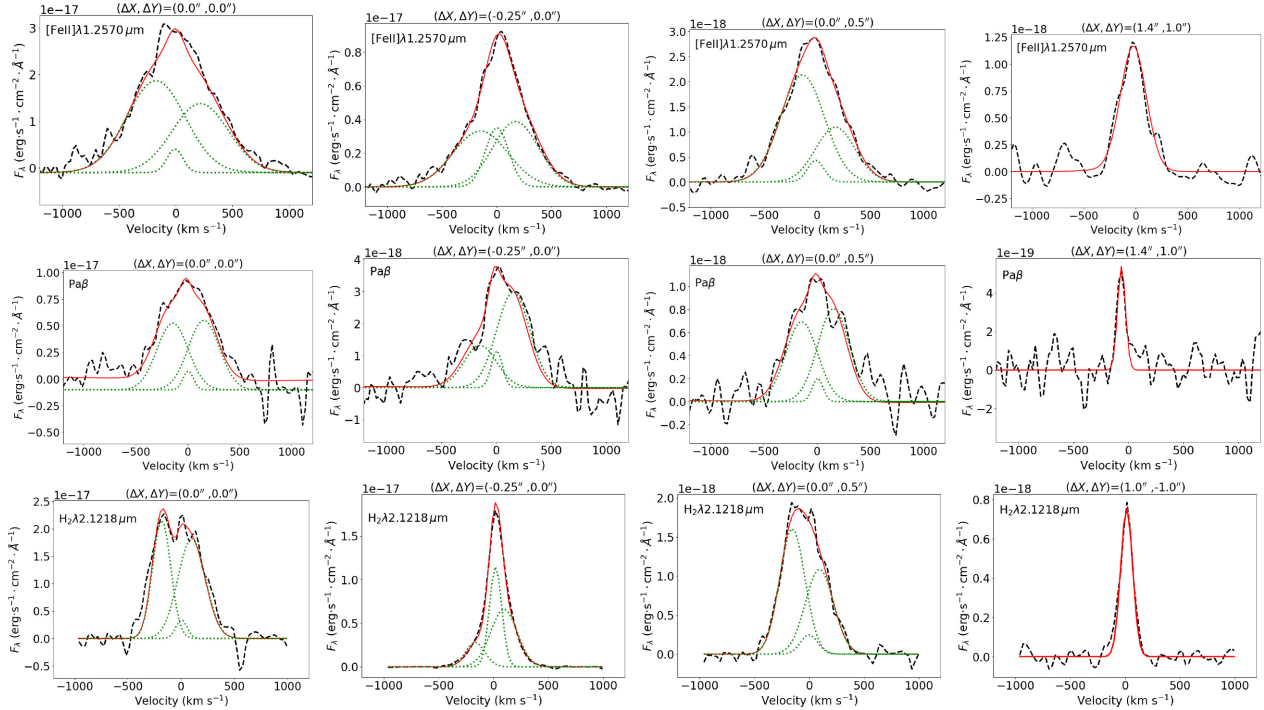 1e−17 (ΔX, ΔY)=(0.0″ ,0.0″)
[FeII]λ1.2570 μm
3
2
1
0
−1000 −500 0 500 1000
Velocity (km s⁻¹)
Fλ (erg·s⁻¹ · cm⁻² · Å⁻¹)
1e−17 (ΔX, ΔY)=(-0.25″ ,0.0″)
[FeII]λ1.2570 μm
0.8
0.6
0.4
0.2
0.0
−1000 −500 0 500 1000
Velocity (km s⁻¹)
Fλ (erg·s⁻¹ · cm⁻² · Å⁻¹)
1e−18 (ΔX, ΔY)=(0.0″ ,0.5″)
[FeII]λ1.2570 μm
3.0
2.5
2.0
1.5
1.0
0.5
0.0
−0.5
−1000 −500 0 500 1000
Velocity (km s⁻¹)
Fλ (erg·s⁻¹ · cm⁻² · Å⁻¹)
1e−18 (ΔX, ΔY)=(1.4″ ,1.0″)
[FeII]λ1.2570 μm
1.25
1.00
0.75
0.50
0.25
0.00
−0.25
−1000 −500 0 500 1000
Velocity (km s⁻¹)
Fλ (erg·s⁻¹ · cm⁻² · Å⁻¹)
1e−17 (ΔX, ΔY)=(0.0″ ,0.0″)
Paβ
1.00
0.75
0.50
0.25
0.00
−0.25
−0.50
−1000 −500 0 500 1000
Velocity (km s⁻¹)
Fλ (erg·s⁻¹ · cm⁻² · Å⁻¹)
1e−18 (ΔX, ΔY)=(-0.25″ ,0.0″)
Paβ
4
3
2
1
0
−1
−1000 −500 0 500 1000
Velocity (km s⁻¹)
Fλ (erg·s⁻¹ · cm⁻² · Å⁻¹)
1e−18 (ΔX, ΔY)=(0.0″ ,0.5″)
Paβ
1.0
0.8
0.6
0.4
0.2
0.0
−0.2
−1000 −500 0 500 1000
Velocity (km s⁻¹)
Fλ (erg·s⁻¹ · cm⁻² · Å⁻¹)
1e−19 (ΔX, ΔY)=(1.4″ ,1.0″)
Paβ
4
2
0
−2
−1000 −500 0 500 1000
Velocity (km s⁻¹)
Fλ (erg·s⁻¹ · cm⁻² · Å⁻¹)
1e−17 (ΔX, ΔY)=(0.0″ ,0.0″)
H₂λ2.1218 μm
2.5
2.0
1.5
1.0
0.5
0.0
−0.5
−1000 −500 0 500 1000
Velocity (km s⁻¹)
Fλ (erg·s⁻¹ · cm⁻² · Å⁻¹)
1e−17 (ΔX, ΔY)=(-0.25″ ,0.0″)
H₂λ2.1218 μm
1.5
1.0
0.5
0.0
−1000 −500 0 500 1000
Velocity (km s⁻¹)
Fλ (erg·s⁻¹ · cm⁻² · Å⁻¹)
1e−18 (ΔX, ΔY)=(0.0″ ,0.5″)
H₂λ2.1218 μm
2.0
1.5
1.0
0.5
0.0
−1000 −500 0 500 1000
Velocity (km s⁻¹)
Fλ (erg·s⁻¹ · cm⁻² · Å⁻¹)
1e−18 (ΔX, ΔY)=(1.0″ ,-1.0″)
H₂λ2.1218 μm
0.8
0.6
0.4
0.2
0.0
−1000 −500 0 500 1000
Velocity (km s⁻¹)
Fλ (erg·s⁻¹ · cm⁻² · Å⁻¹)